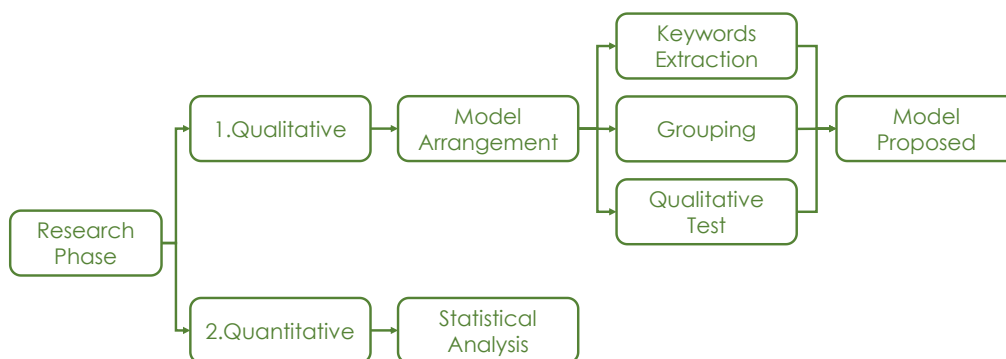 Research
Phase
1.Qualitative
Model
Arrangement
Keywords
Extraction
Grouping
Qualitative
Test
Model
Proposed
2.Quantitative
Statistical
Analysis